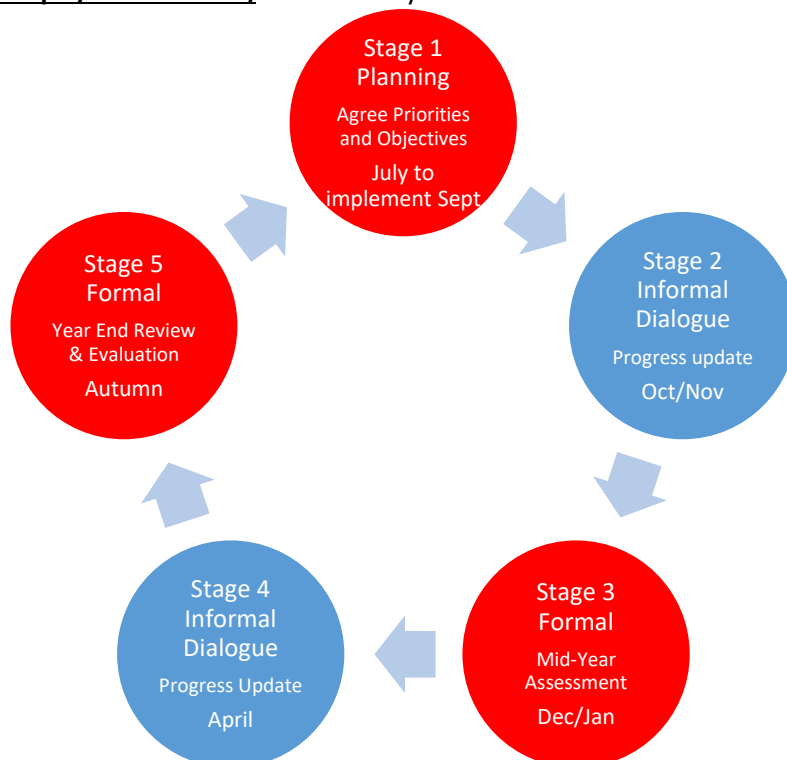 Stage 1
Planning
Agree Priorities
and Objectives
July to
implement Sept
Stage 2
Informal
Dialogue
Progress update
Oct/Nov
Stage 3
Formal
Mid-Year
Assessment
Dec/Jan
Stage 4
Informal
Dialogue
Progress Update
April
Stage 5
Formal
Year End Review
& Evaluation
Autumn